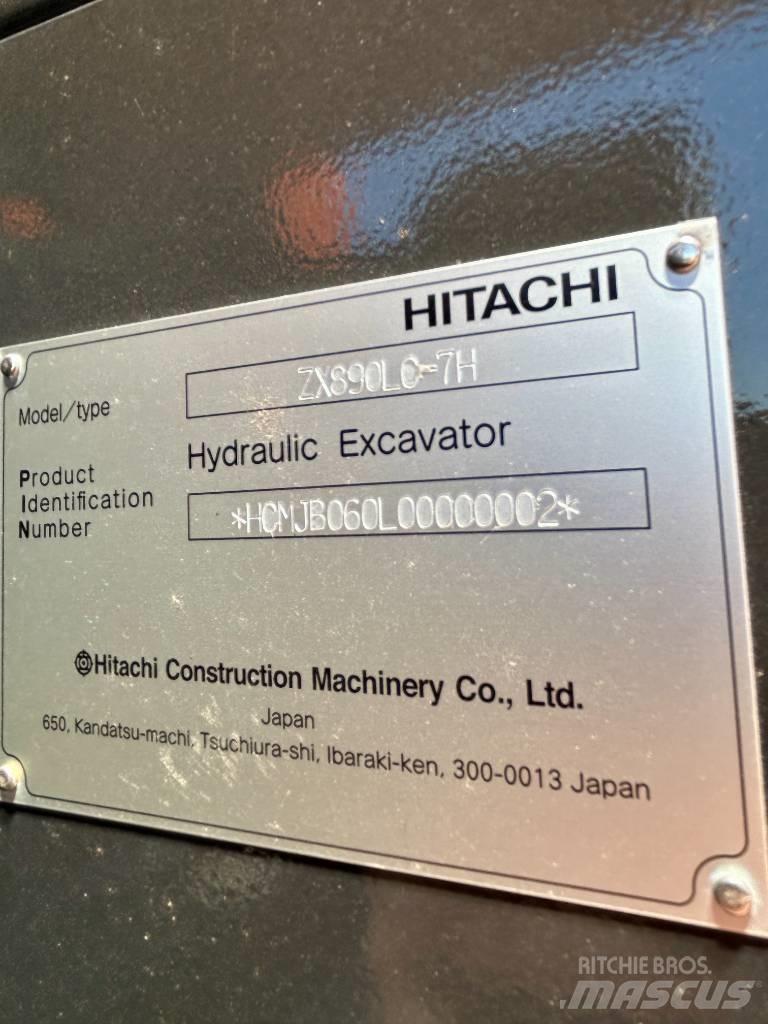 HITACHI
Model/type ZX890LC-7H
Hydraulic Excavator
Product
Identification
Number
*HCMJB060L00000002*
Hitachi Construction Machinery Co., Ltd.
Japan
650, Kandatsu-machi, Tsuchiura-shi, Ibaraki-ken, 300-0013 Japan
RITCHIE BROS.
MASCUS